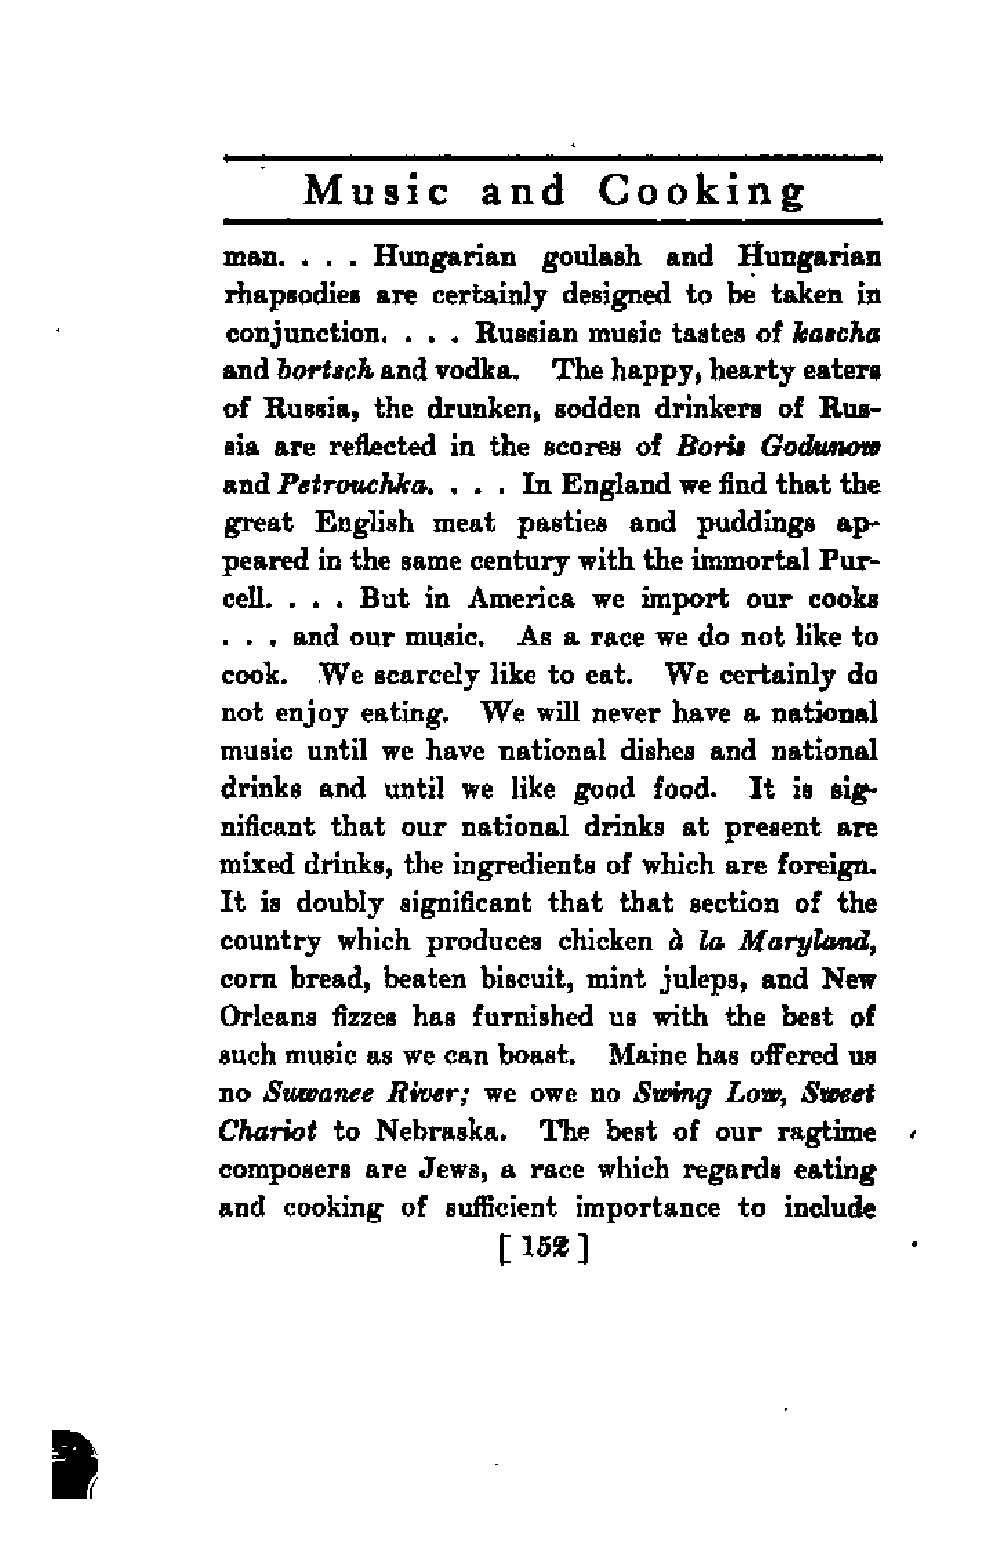 Music and Cooking
man. . . . Hungarian goulash and Hungarian
rhapsodies are certainly designed to be taken in
conjunction. . . . Russian music tastes of kascha
and bortsch and vodka. The happy, hearty eaters
of Russia, the drunken, sodden drinkers of Rus-
sia are reflected in the scores of Boris Godunow
and Petrouchka. . . . In England we find that the
great English meat pasties and puddings ap-
peared in the same century with the immortal Pur-
cell. . . . But in America we import our cooks
. . . and our music. As a race we do not like to
cook. We scarcely like to eat. We certainly do
not enjoy eating. We will never have a national
music until we have national dishes and national
drinks and until we like good food. It is sig-
nificant that our national drinks at present are
mixed drinks, the ingredients of which are foreign.
It is doubly significant that that section of the
country which produces chicken à la Maryland,
corn bread, beaten biscuit, mint juleps, and New
Orleans fizzes has furnished us with the best of
such music as we can boast. Maine has offered us
no Suwanee River; we owe no Swing Low, Sweet
Chariot to Nebraska. The best of our ragtime
composers are Jews, a race which regards eating
and cooking of sufficient importance to include
[ 152 ]